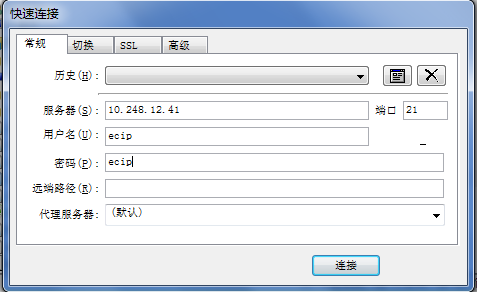 快速连接
常规 切换 SSL 高级
历史(H):
服务器(S): 10.248.12.41 端口 21
用户名(U): ecip
密码(P): ecip
远端路径(R):
代理服务器: (默认)
连接